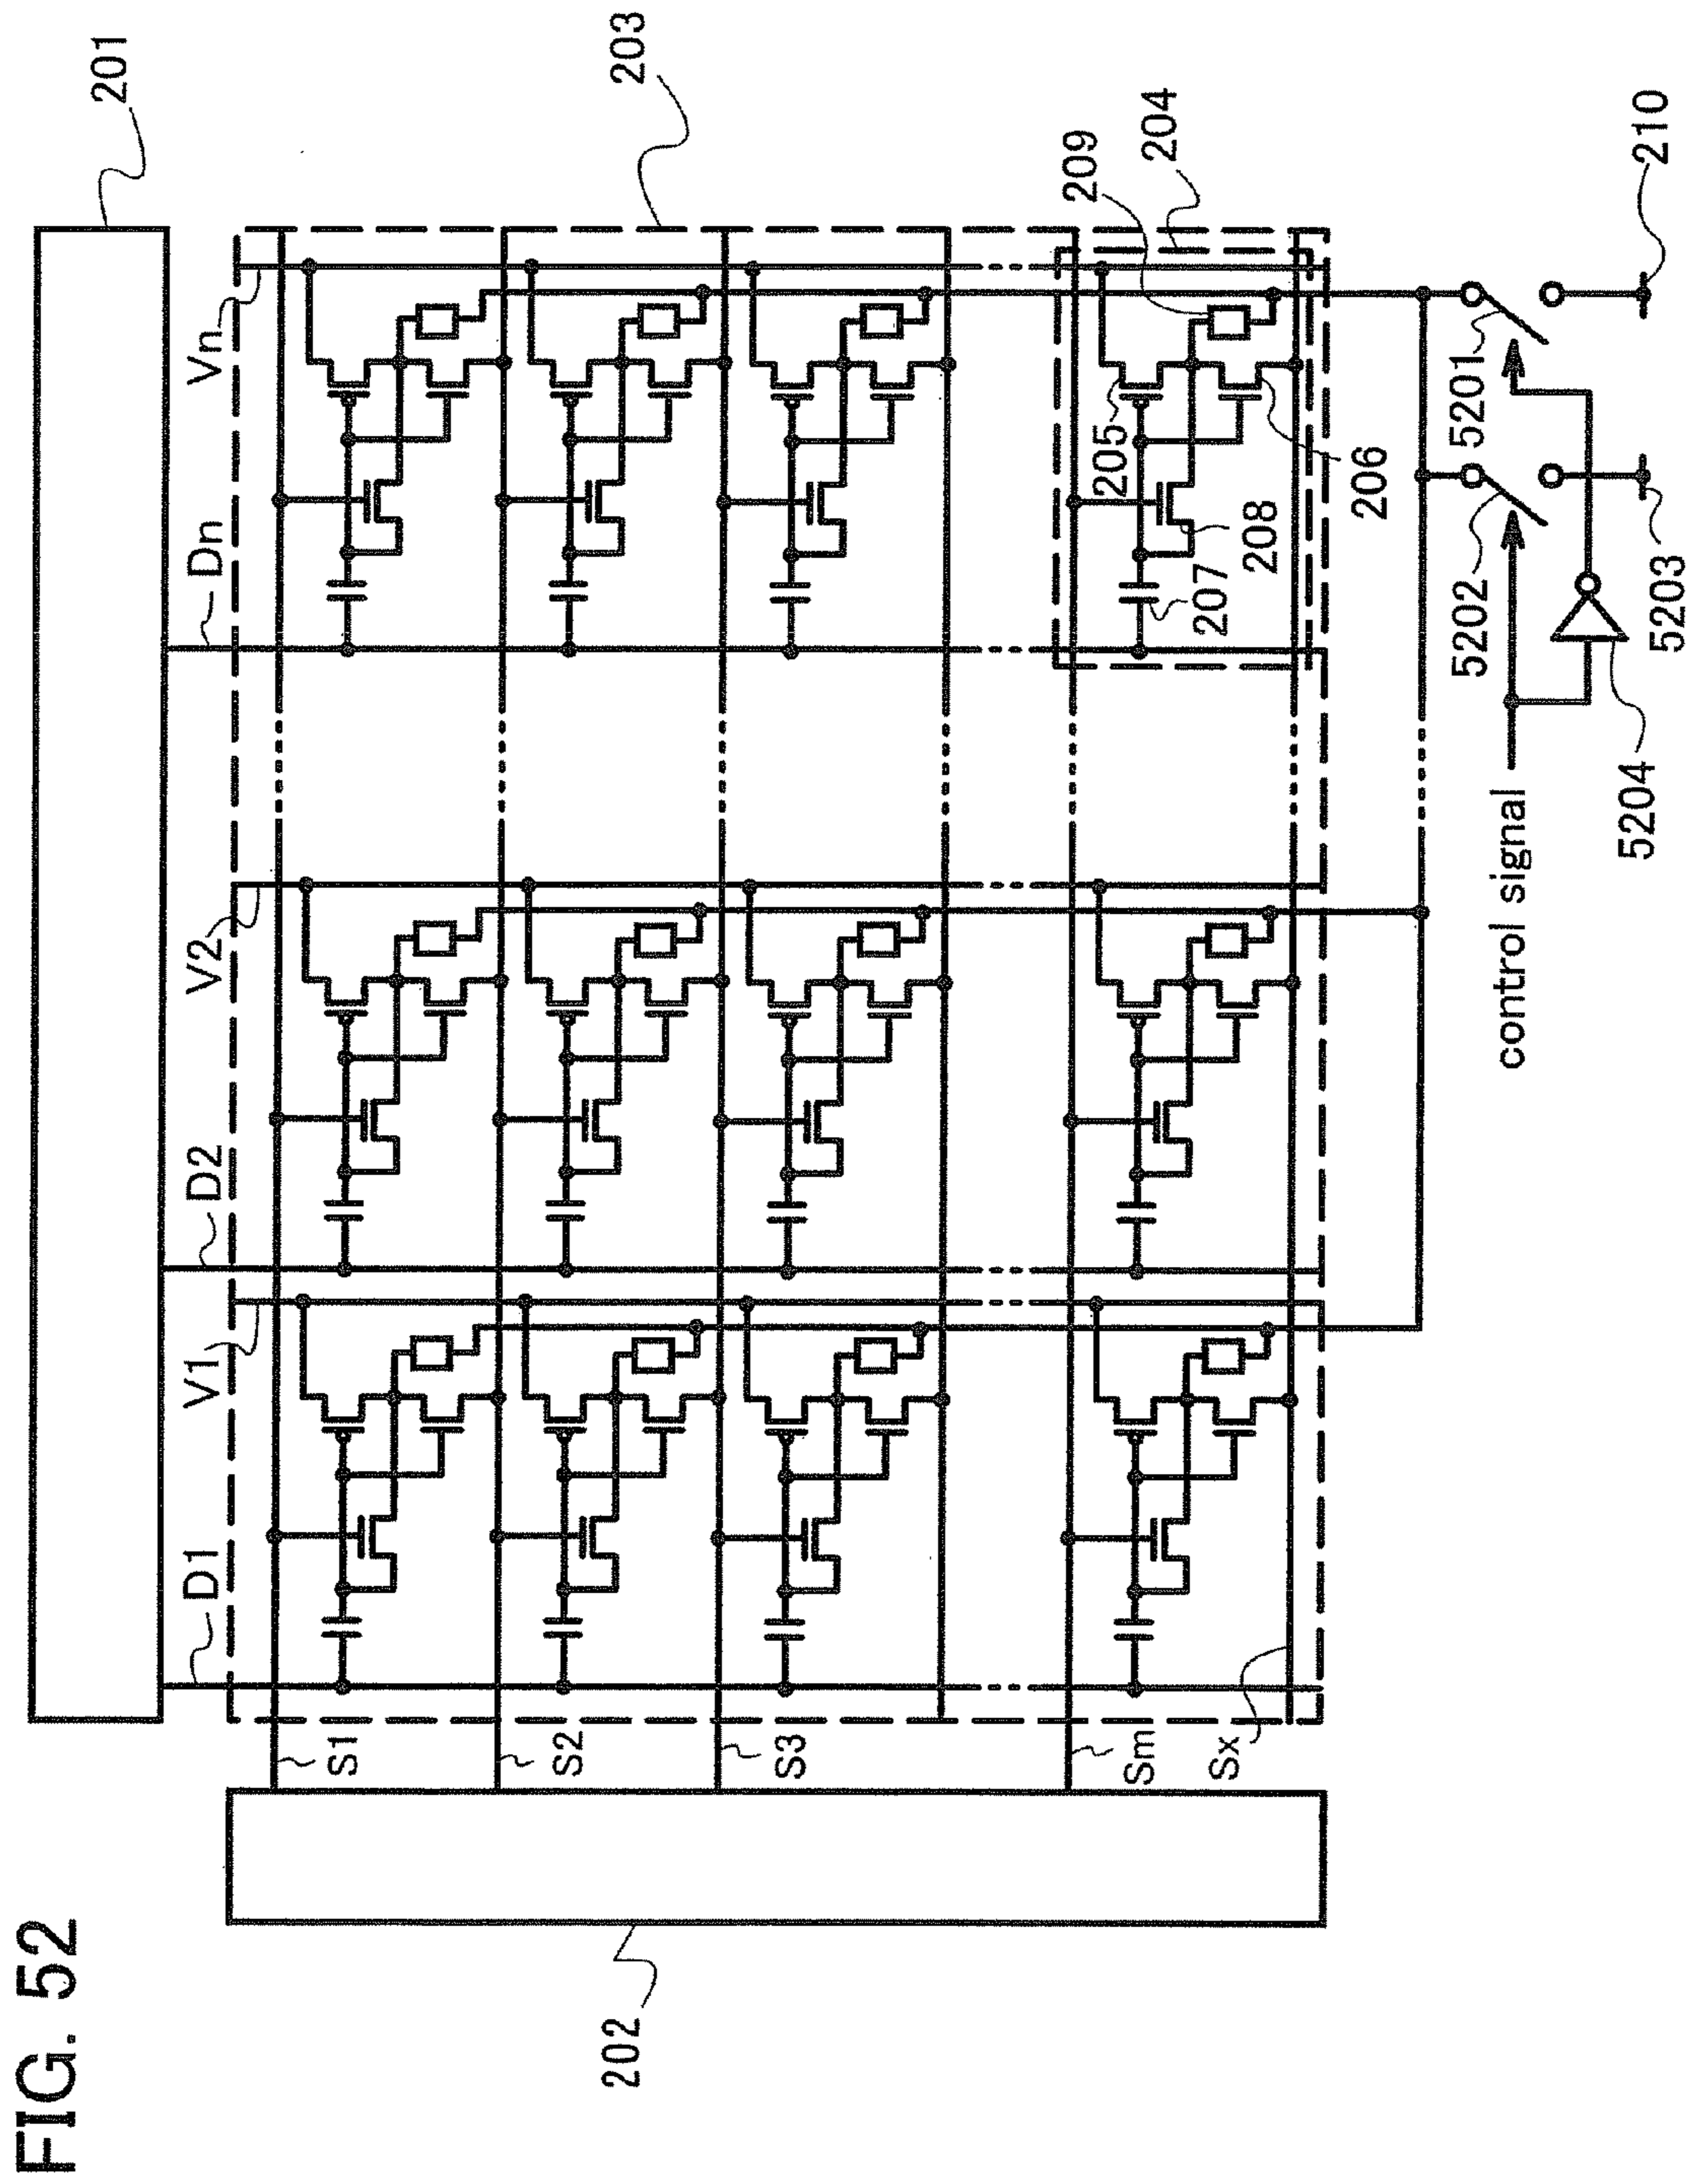 FIG. 52
201
203
202
204
209
205
206
207
208
210
V1
V2
Vn
D1
D2
Dn
S1
S2
S3
Sm
Sx
5201
5202
5203
5204
control signal